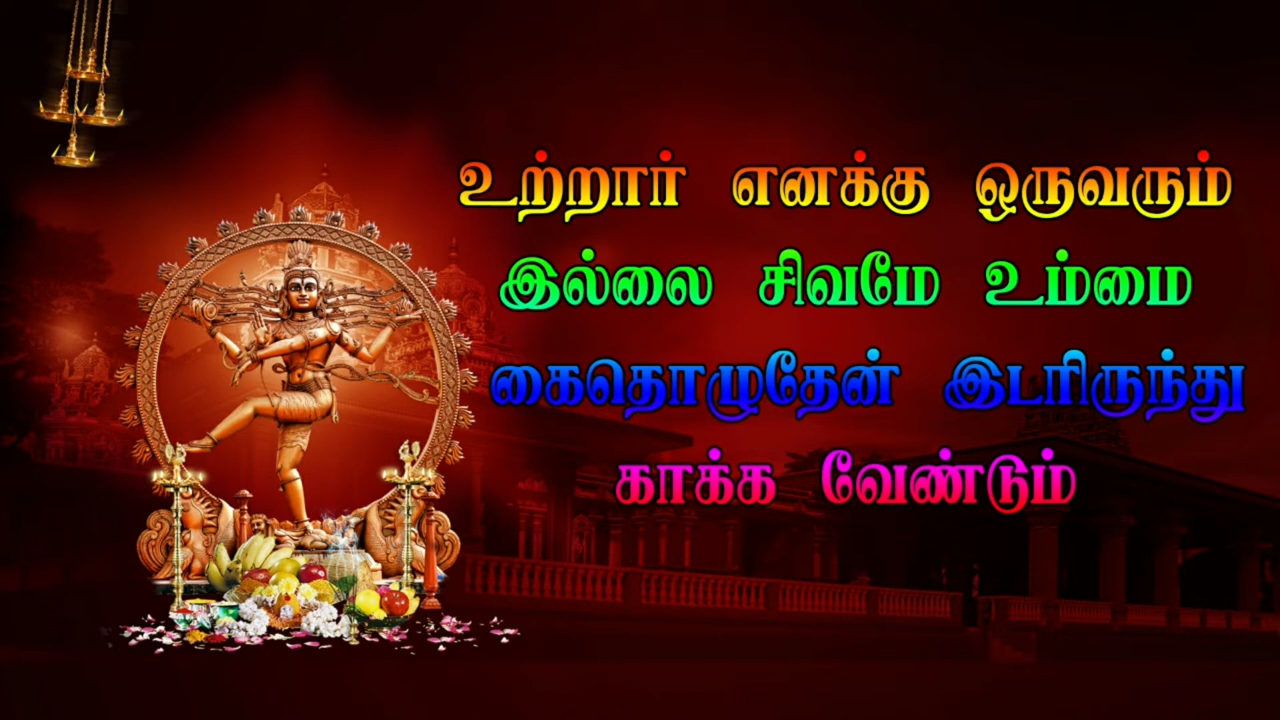 உற்றார் எனக்கு ஒருவரும்
இல்லை சிவமே உம்மை
கைதொழுதேன் இடரிருந்து
காக்க வேண்டும்